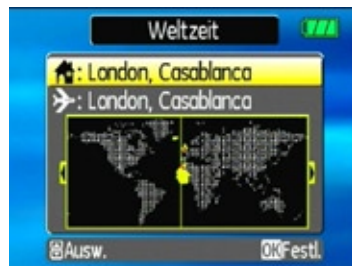 Weltzeit
: London, Casablanca
: London, Casablanca
Ausw.
OK Festl.